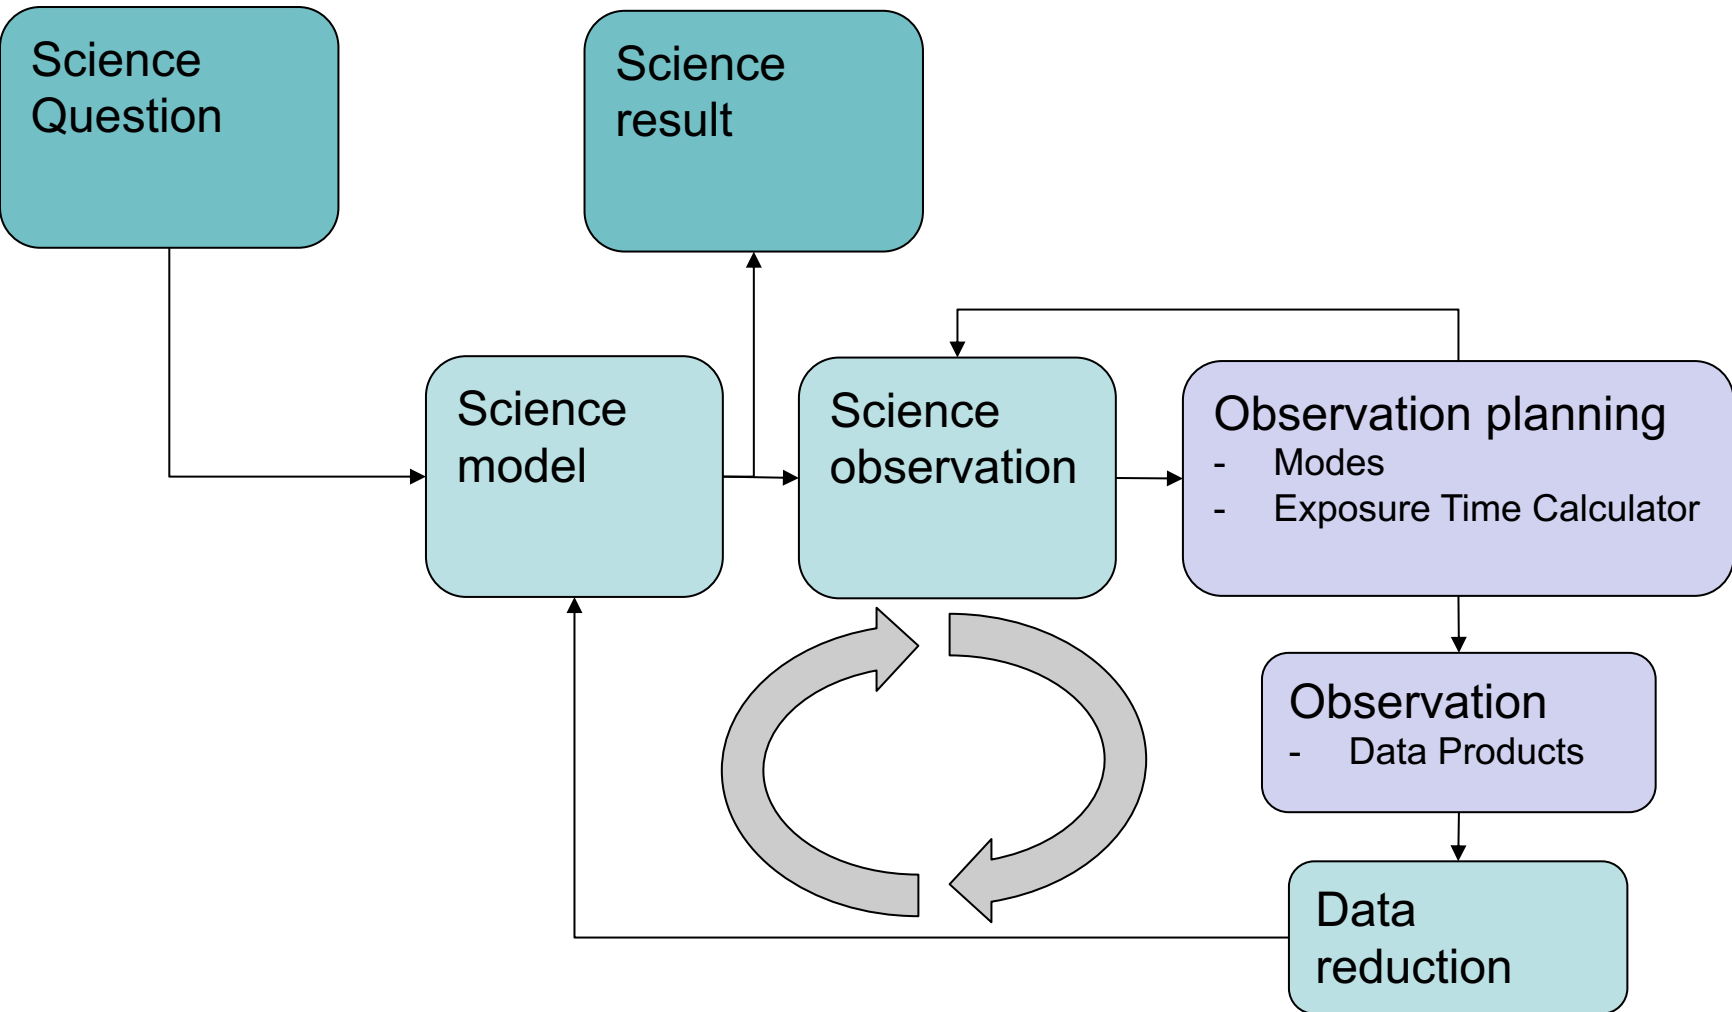 Science
Question
Science
result
Science
model
Science
observation
Observation planning
- Modes
- Exposure Time Calculator
Observation
- Data Products
Data
reduction